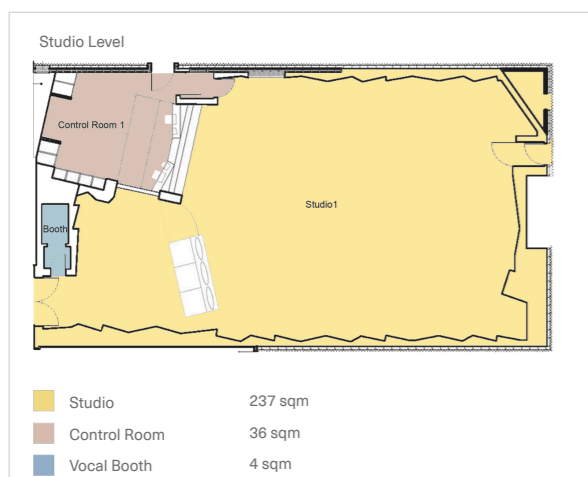 Studio Level
Control Room 1
Studio1
Booth
Studio 237 sqm
Control Room 36 sqm
Vocal Booth 4 sqm